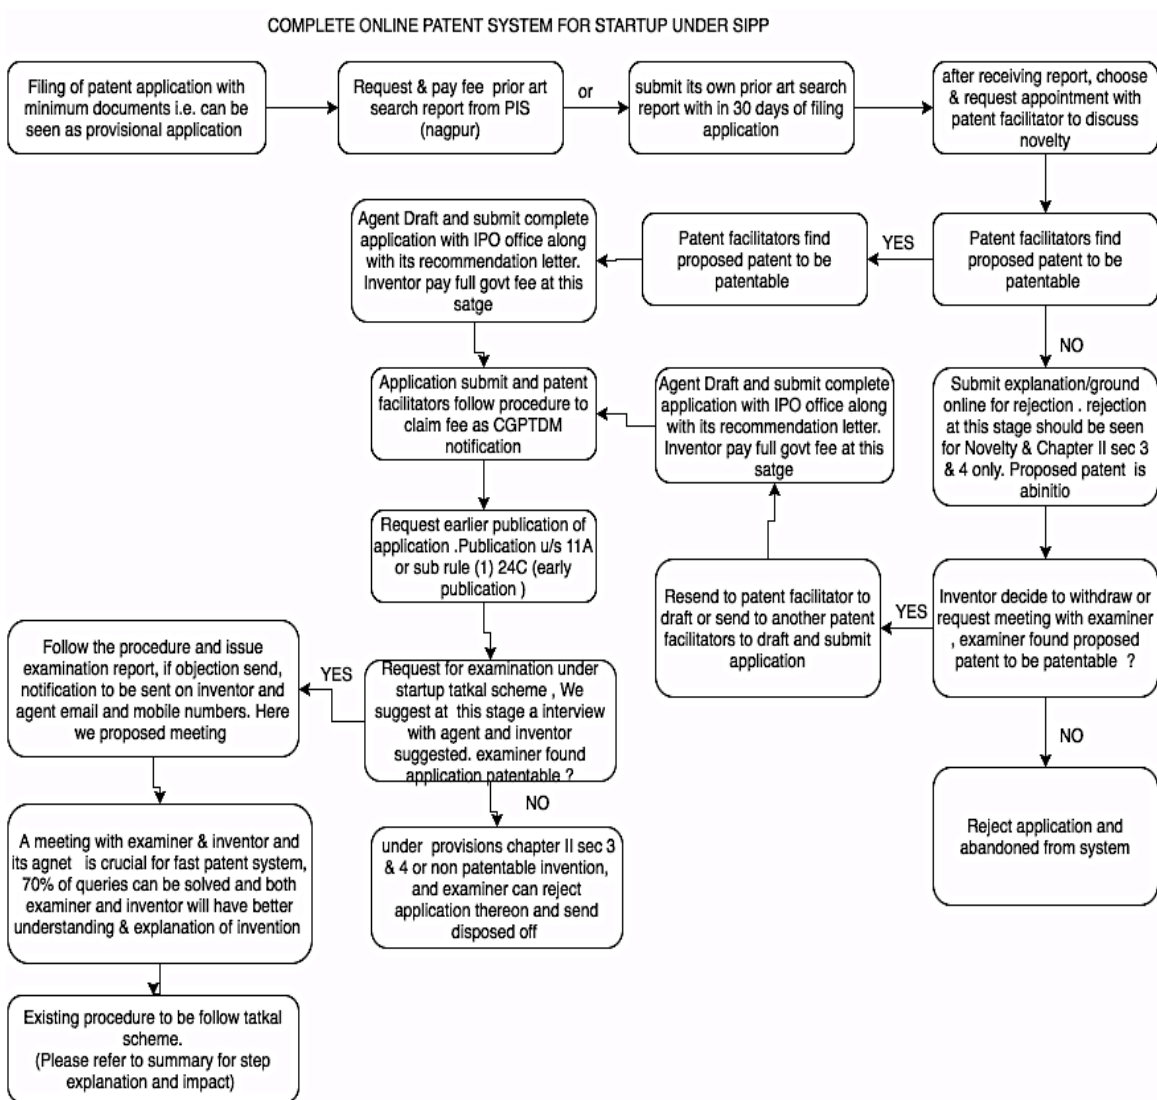 COMPLETE ONLINE PATENT SYSTEM FOR STARTUP UNDER SIPP
Filing of patent application with
minimum documents i.e. can be
seen as provisional application
Request & pay fee prior art
search report from PIS
(nagpur)
or
submit its own prior art search
report with in 30 days of filing
application
after receiving report, choose
& request appointment with
patent facilitator to discuss
novelty
Patent facilitators find
proposed patent to be
patentable
YES
Patent facilitators find
proposed patent to be
patentable
Agent Draft and submit complete
application with IPO office along
with its recommendation letter.
Inventor pay full govt fee at this
satge
NO
Submit explanation/ground
online for rejection . rejection
at this stage should be seen
for Novelty & Chapter II sec 3
& 4 only. Proposed patent is
abinitio
Agent Draft and submit complete
application with IPO office along
with its recommendation letter.
Inventor pay full govt fee at this
satge
Application submit and patent
facilitators follow procedure to
claim fee as CGPTDM
notification
Request earlier publication of
application .Publication u/s 11A
or sub rule (1) 24C (early
publication )
Inventor decide to withdraw or
request meeting with examiner
, examiner found proposed
patent to be patentable ?
YES
Resend to patent facilitator to
draft or send to another patent
facilitators to draft and submit
application
NO
Reject application and
abandoned from system
Request for examination under
startup tatkal scheme , We
suggest at this stage a interview
with agent and inventor
suggested. examiner found
application patentable ?
YES
Follow the procedure and issue
examination report, if objection send,
notification to be sent on inventor and
agent email and mobile numbers. Here
we proposed meeting
NO
under provisions chapter II sec 3
& 4 or non patentable invention,
and examiner can reject
application thereon and send
disposed off
A meeting with examiner & inventor and
its agnet is crucial for fast patent system,
70% of queries can be solved and both
examiner and inventor will have better
understanding & explanation of invention
Existing procedure to be follow tatkal
scheme.
(Please refer to summary for step
explanation and impact)